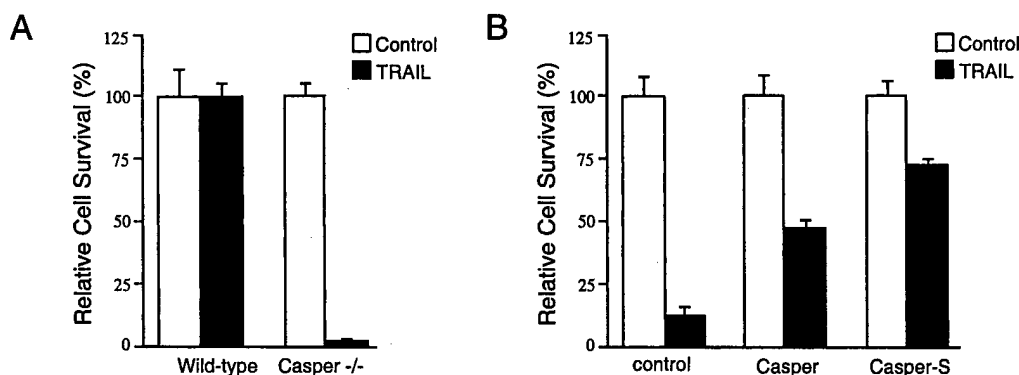 A
Relative Cell Survival (%)
125
100
75
50
25
0
Control
TRAIL
Wild-type
Casper -/-
B
Relative Cell Survival (%)
125
100
75
50
25
0
Control
TRAIL
control
Casper
Casper-S